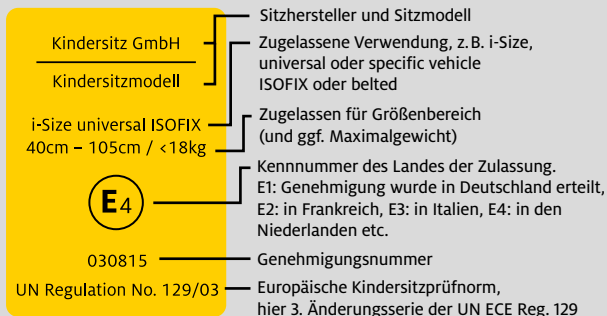 Kindersitz GmbH
Kindersitzmodell
i-Size universal ISOFIX
40cm – 105cm / <18kg
E4
030815
UN Regulation No. 129/03
Sitzhersteller und Sitzmodell
Zugelassene Verwendung, z. B. i-Size,
universal oder specific vehicle
ISOFIX oder belted
Zugelassen für Größenbereich
(und ggf. Maximalgewicht)
Kennnummer des Landes der Zulassung.
E1: Genehmigung wurde in Deutschland erteilt,
E2: in Frankreich, E3: in Italien, E4: in den
Niederlanden etc.
Genehmigungsnummer
Europäische Kindersitzprüfnorm,
hier 3. Änderungsserie der UN ECE Reg. 129